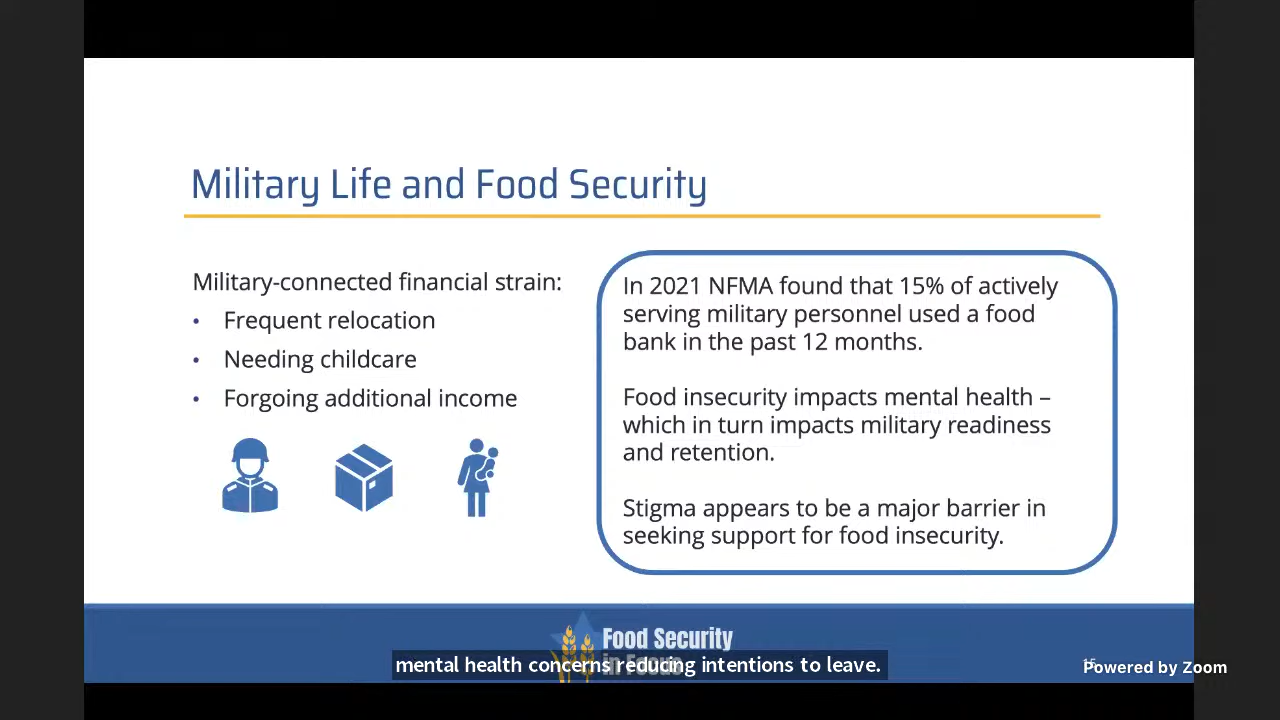 Military Life and Food Security
Military-connected financial strain:
• Frequent relocation
• Needing childcare
• Forgoing additional income
In 2021 NFMA found that 15% of actively
serving military personnel used a food
bank in the past 12 months.
Food insecurity impacts mental health –
which in turn impacts military readiness
and retention.
Stigma appears to be a major barrier in
seeking support for food insecurity.
Food Security
in Focus
mental health concerns reducing intentions to leave.
Powered by Zoom